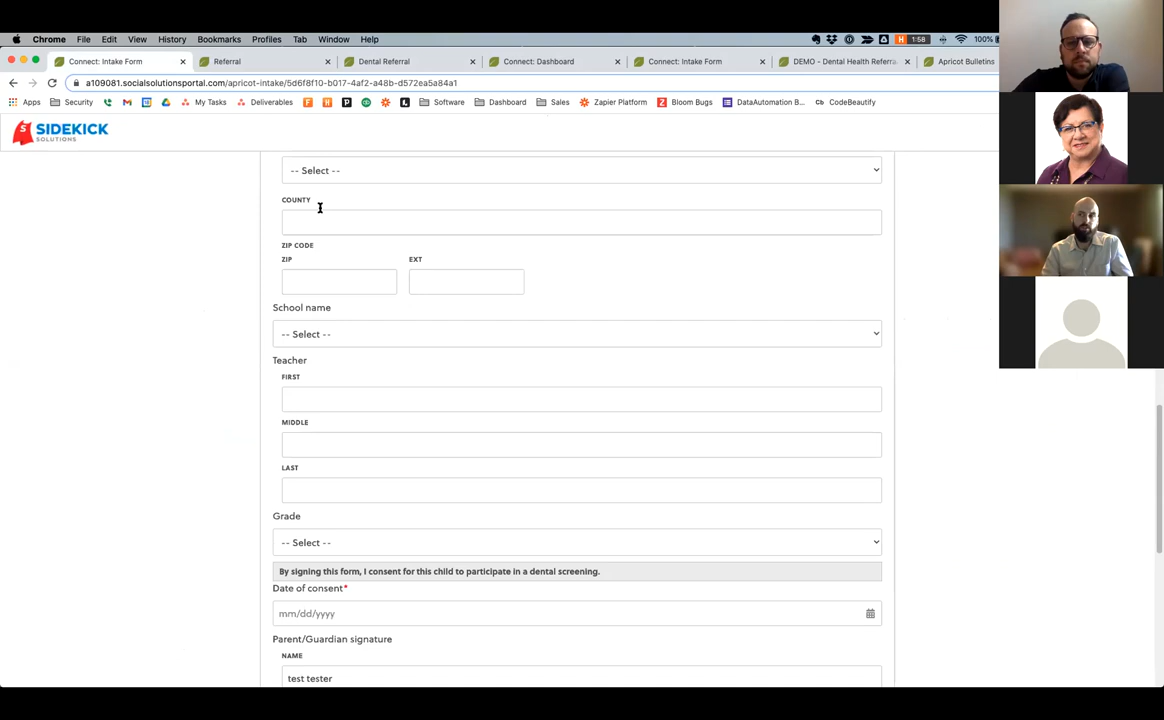 Chrome File Edit View History Bookmarks Profiles Tab Window Help 1:58 100%
Connect: Intake Form Referral Dental Referral Connect: Dashboard Connect: Intake Form DEMO - Dental Health Referra Apricot Bulletins
a109081.socialsolutionsportal.com/apricot-intake/5d6f8f10-b017-4af2-a48b-d572ea5a84a1
Apps Security My Tasks Deliverables Software Dashboard Sales Zapier Platform Bloom Bugs DataAutomation B... CodeBeautify
SIDEKICK
SOLUTIONS
-- Select --
COUNTY
ZIP CODE
ZIP EXT
School name
-- Select --
Teacher
FIRST
MIDDLE
LAST
Grade
-- Select --
By signing this form, I consent for this child to participate in a dental screening.
Date of consent*
mm/dd/yyyy
Parent/Guardian signature
NAME
test tester